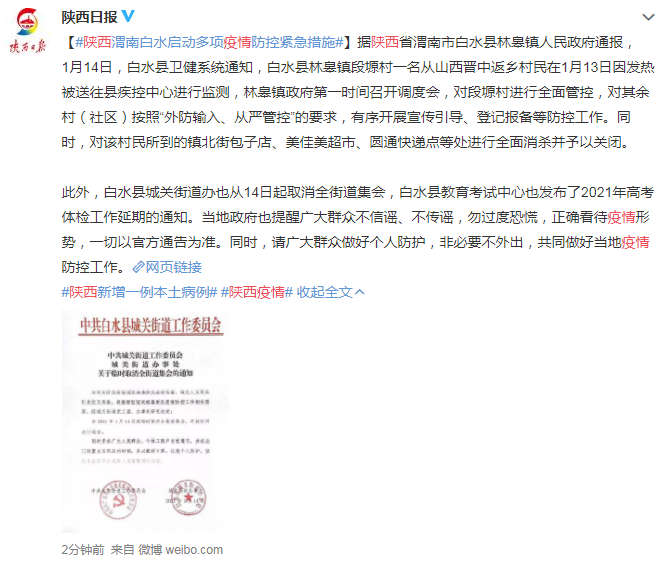 陕西日报
陕西日报
【#陕西渭南白水启动多项疫情防控紧急措施#】据陕西省渭南市白水县林皋镇人民政府通报，
1月14日，白水县卫健系统通知，白水县林皋镇段塬村一名从山西晋中返乡村民在1月13日因发热
被送往县疾控中心进行监测，林皋镇政府第一时间召开调度会，对段塬村进行全面管控，对其余
村（社区）按照“外防输入、从严管控”的要求，有序开展宣传引导、登记报备等防控工作。同
时，对该村民所到的镇北街包子店、美佳美超市、圆通快递点等处进行全面消杀并予以关闭。
此外，白水县城关街道办也从14日起取消全街道集会，白水县教育考试中心也发布了2021年高考
体检工作延期的通知。当地政府也提醒广大群众不信谣、不传谣，勿过度恐慌，正确看待疫情形
势，一切以官方通告为准。同时，请广大群众做好个人防护，非必要不外出，共同做好当地疫情
防控工作。网页链接
#陕西新增一例本土病例# #陕西疫情# 收起全文
中共白水县城关街道工作委员会
中共城关街道工作委员会
城关街道办事处
关于临时取消全街道集会的通知
中共城关街道工作委员会
2分钟前 来自 微博 weibo.com